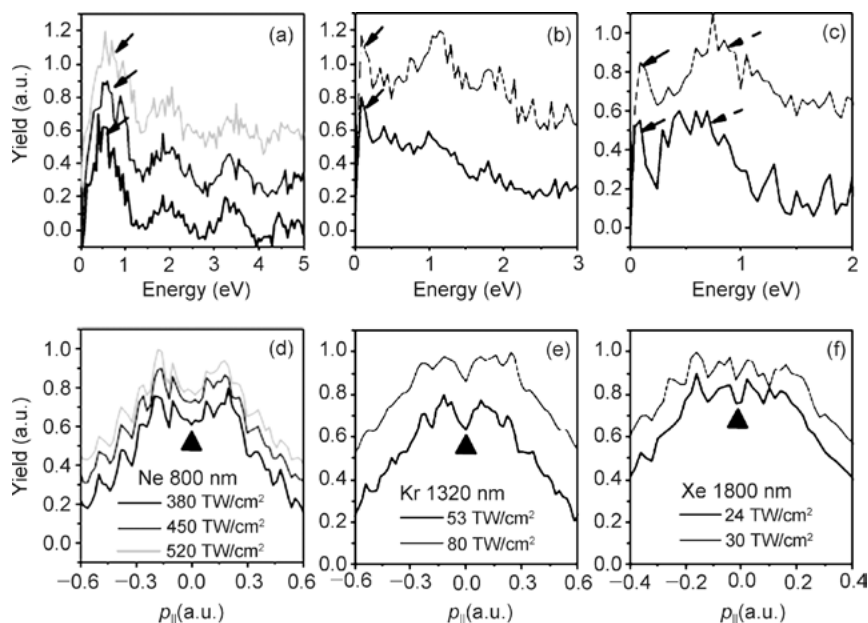 (a)
(b)
(c)
Yield (a.u.)
1.2
1.0
0.8
0.6
0.4
0.2
0.0
0 1 2 3 4 5
Energy (eV)
1.2
1.0
0.8
0.6
0.4
0.2
0.0
0 1 2 3
Energy (eV)
1.0
0.8
0.6
0.4
0.2
0.0
0 1 2
Energy (eV)
(d)
(e)
(f)
Yield (a.u.)
1.0
0.8
0.6
0.4
0.2
0.0
Ne 800 nm
380 TW/cm²
450 TW/cm²
520 TW/cm²
−0.6 −0.3 0.0 0.3 0.6
p||(a.u.)
1.0
0.8
0.6
0.4
0.2
0.0
Kr 1320 nm
53 TW/cm²
80 TW/cm²
−0.6 −0.3 0.0 0.3 0.6
p||(a.u.)
1.0
0.8
0.6
0.4
0.2
0.0
Xe 1800 nm
24 TW/cm²
30 TW/cm²
−0.4 −0.2 0.0 0.2 0.4
p||(a.u.)